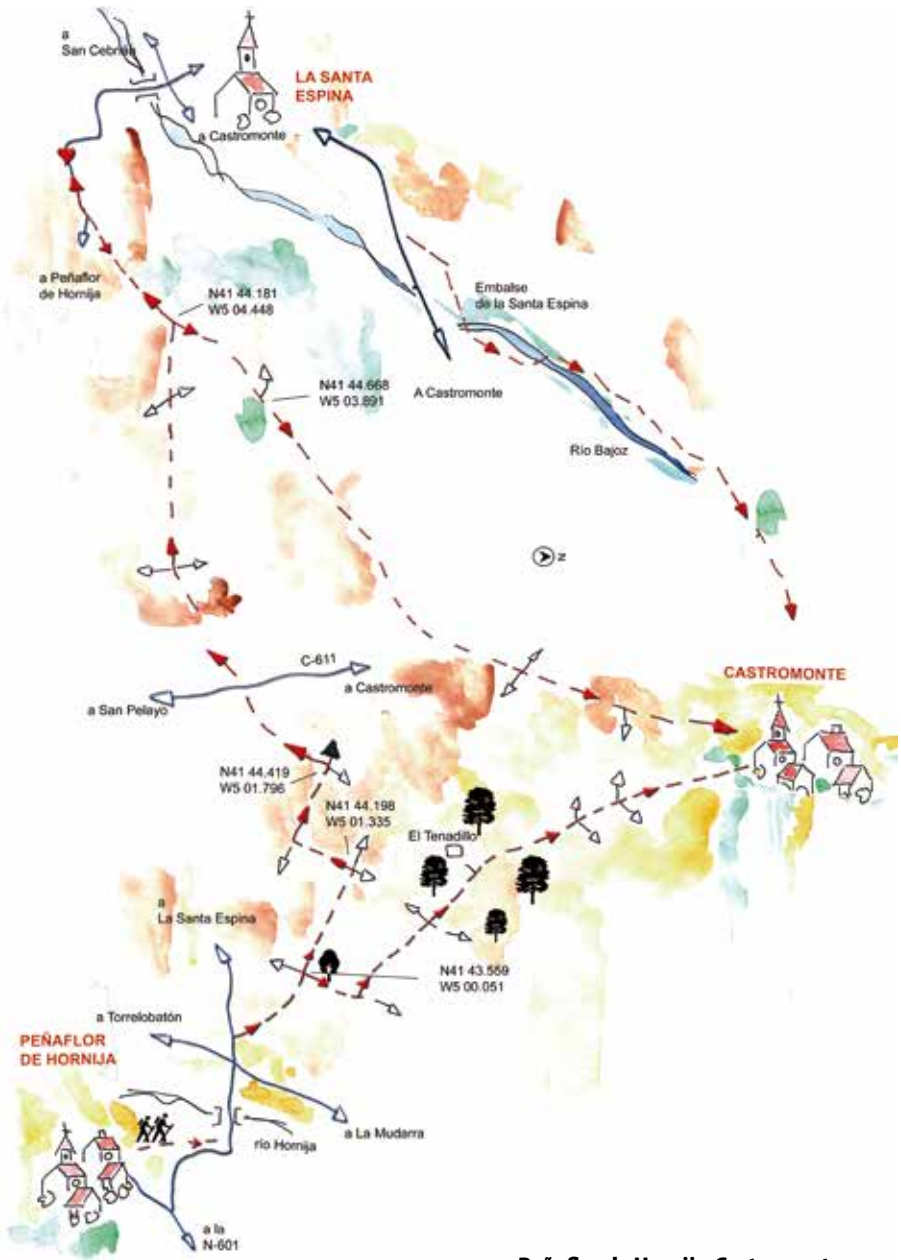 a
San Cebrián
LA SANTA
ESPINA
a Castromonte
a Peñaflor
de Hornija
N41 44.181
W5 04.448
Embalse
de la Santa Espina
N41 44.668
W5 03.891
A Castromonte
Río Bajoz
N
C-611
a Castromonte
a San Pelayo
CASTROMONTE
N41 44.419
W5 01.796
N41 44.198
W5 01.335
El Tenadillo
a
La Santa Espina
N41 43.559
W5 00.051
a Torrelobatón
PEÑAFLOR
DE HORNIJA
río Hornija
a La Mudarra
a la
N-601